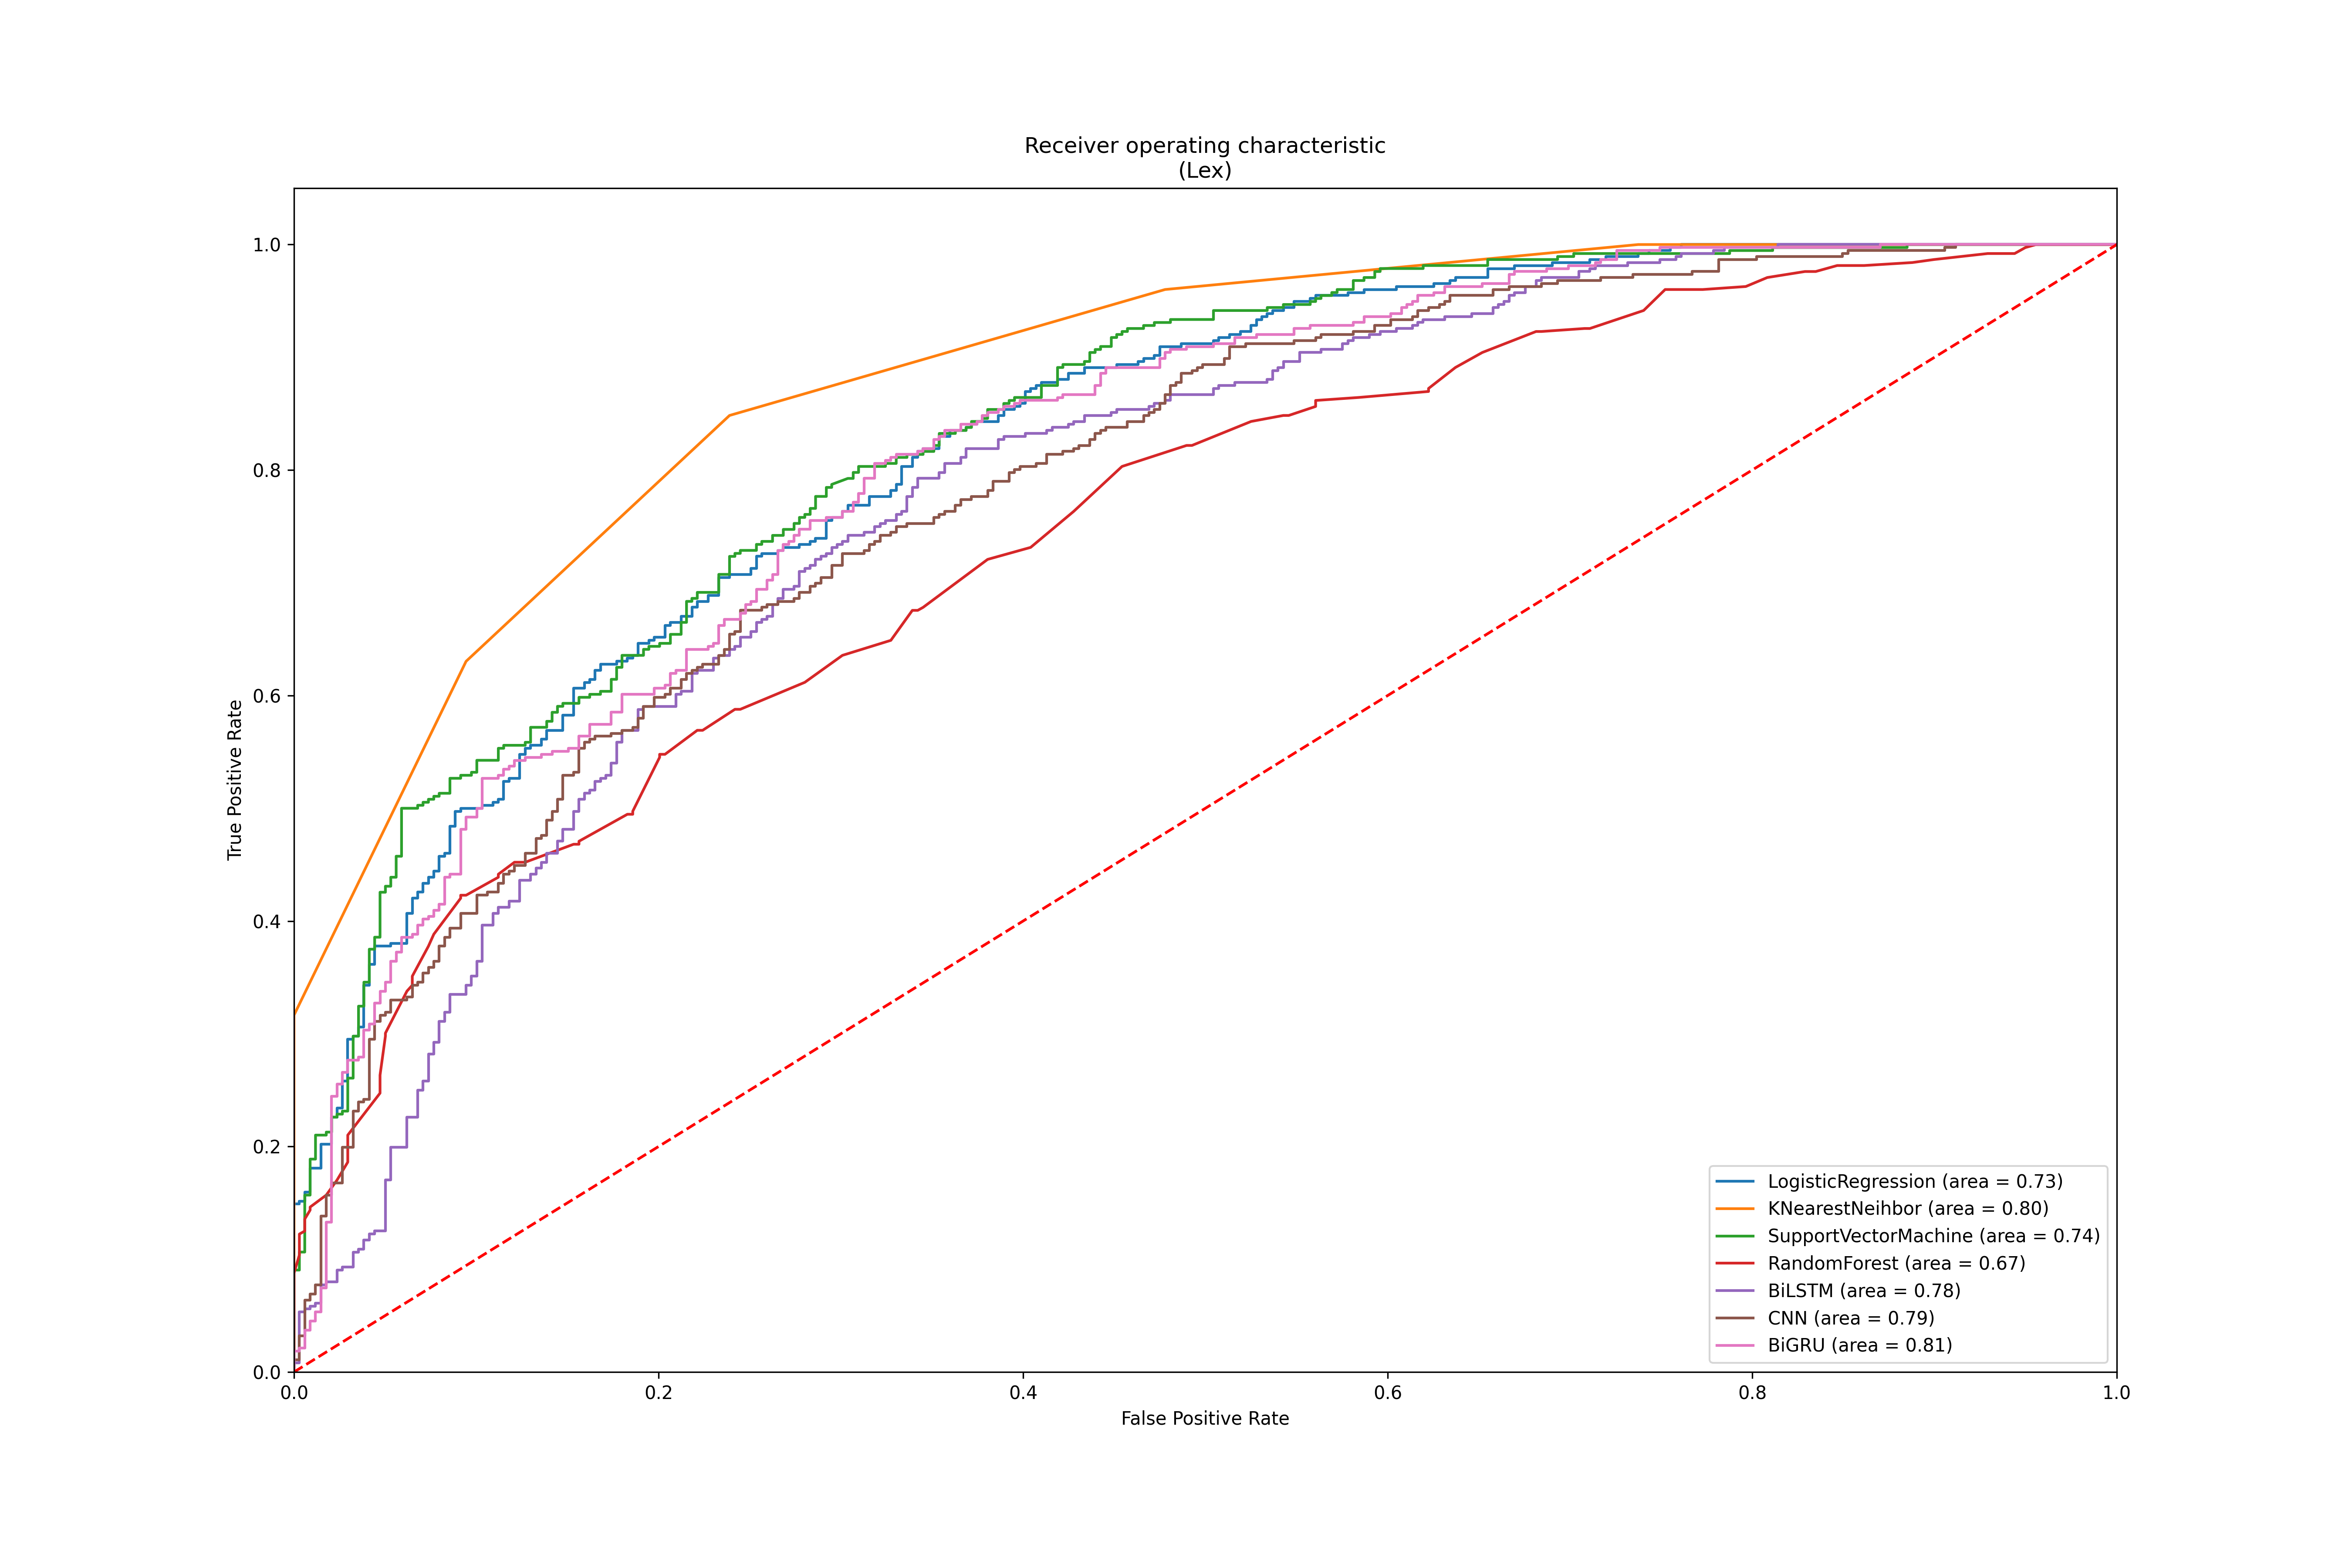 Receiver operating characteristic
(Lex)
True Positive Rate
1.0
0.8
0.6
0.4
0.2
0.0
0.0 0.2 0.4 0.6 0.8 1.0
False Positive Rate
LogisticRegression (area = 0.73)
KNearestNeihbor (area = 0.80)
SupportVectorMachine (area = 0.74)
RandomForest (area = 0.67)
BiLSTM (area = 0.78)
CNN (area = 0.79)
BiGRU (area = 0.81)